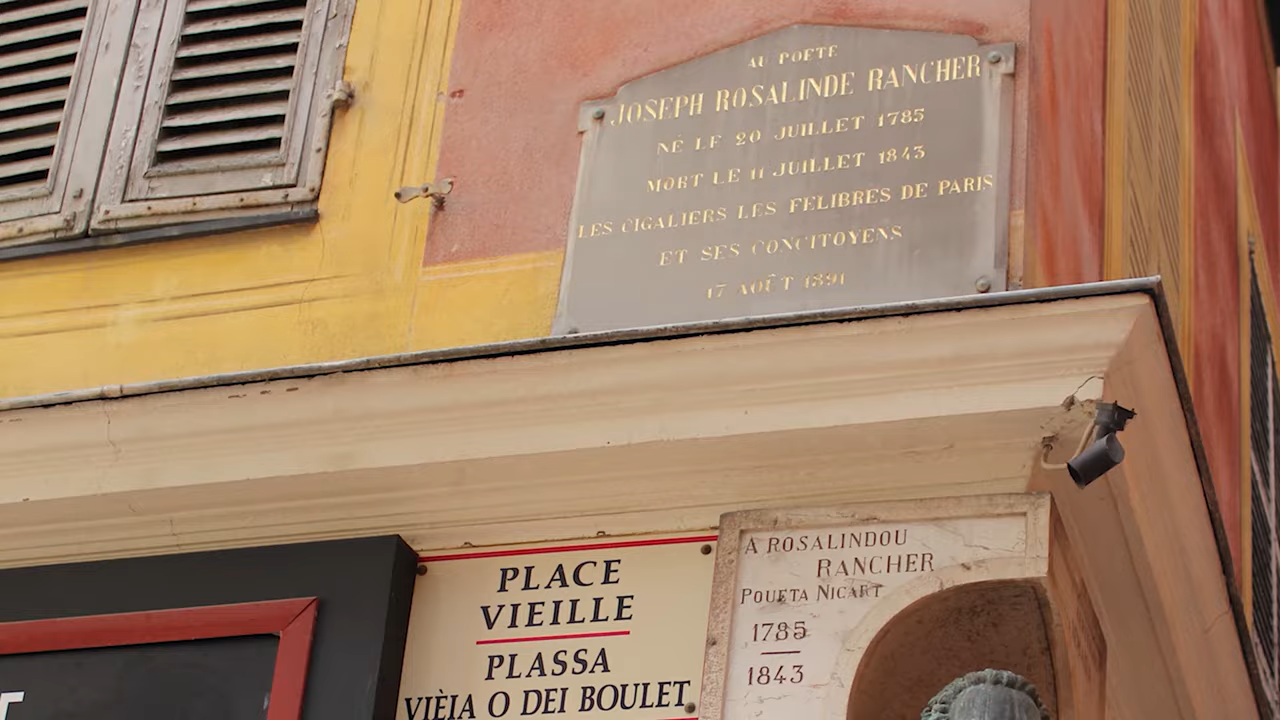 AU POETE
JOSEPH ROSALINDE RANCHER
NÉ LE 20 JUILLET 1785
MORT LE 11 JUILLET 1843
LES CIGALIERS LES FELIBRES DE PARIS
ET SES CONCITOYENS
17 AOÛT 1891
PLACE
VIEILLE
PLASSA
VIÈIA O DEI BOULET
A ROSALINDOU
RANCHER
POUETA NICART
1785
1843